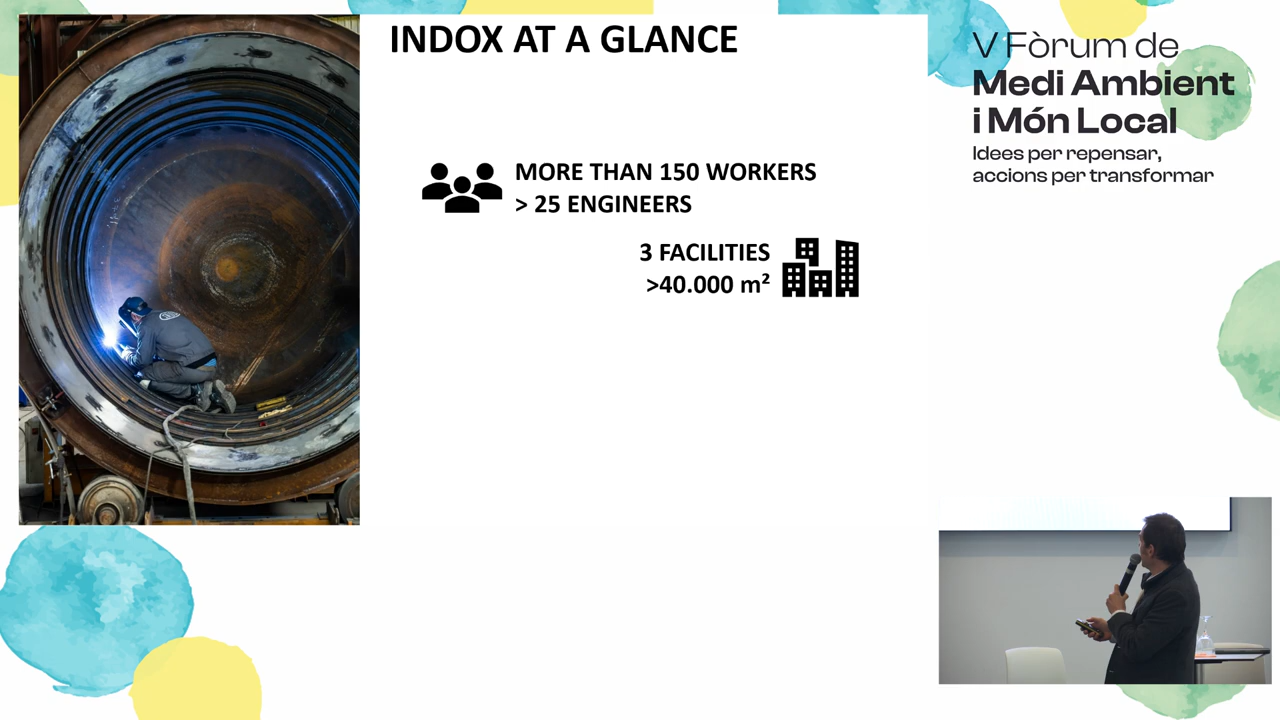 INDOX AT A GLANCE
MORE THAN 150 WORKERS
> 25 ENGINEERS
3 FACILITIES
>40.000 m²
V Fòrum de
Medi Ambient
i Món Local
Idees per repensar,
accions per transformar